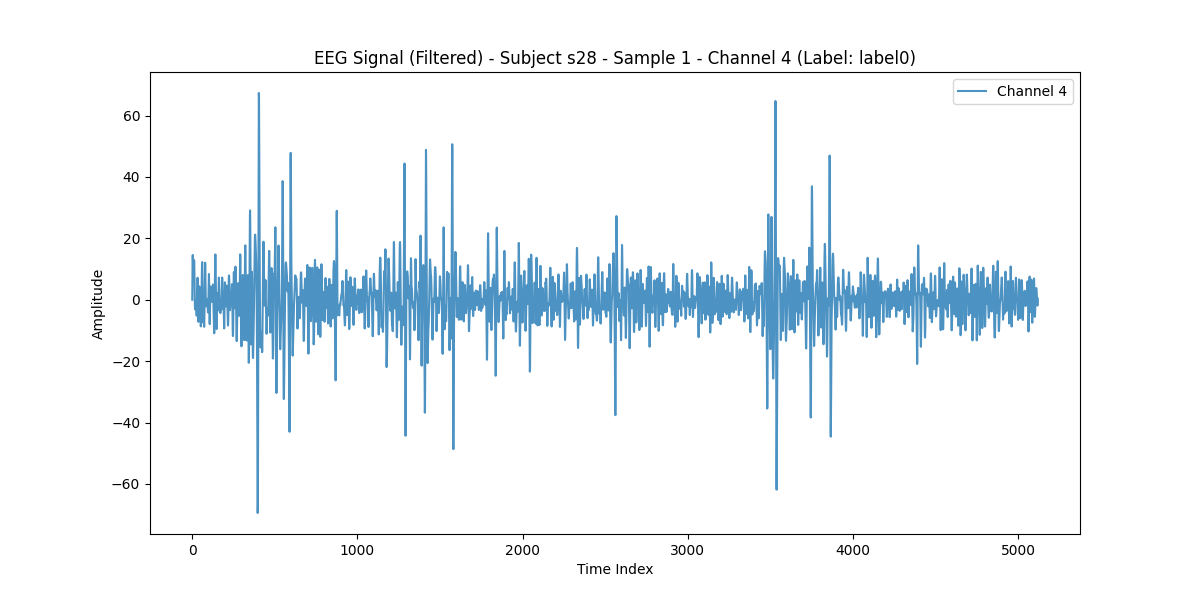 EEG Signal (Filtered) - Subject s28 - Sample 1 - Channel 4 (Label: label0)
Channel 4
60
40
20
0
−20
−40
−60
Amplitude
0 1000 2000 3000 4000 5000
Time Index